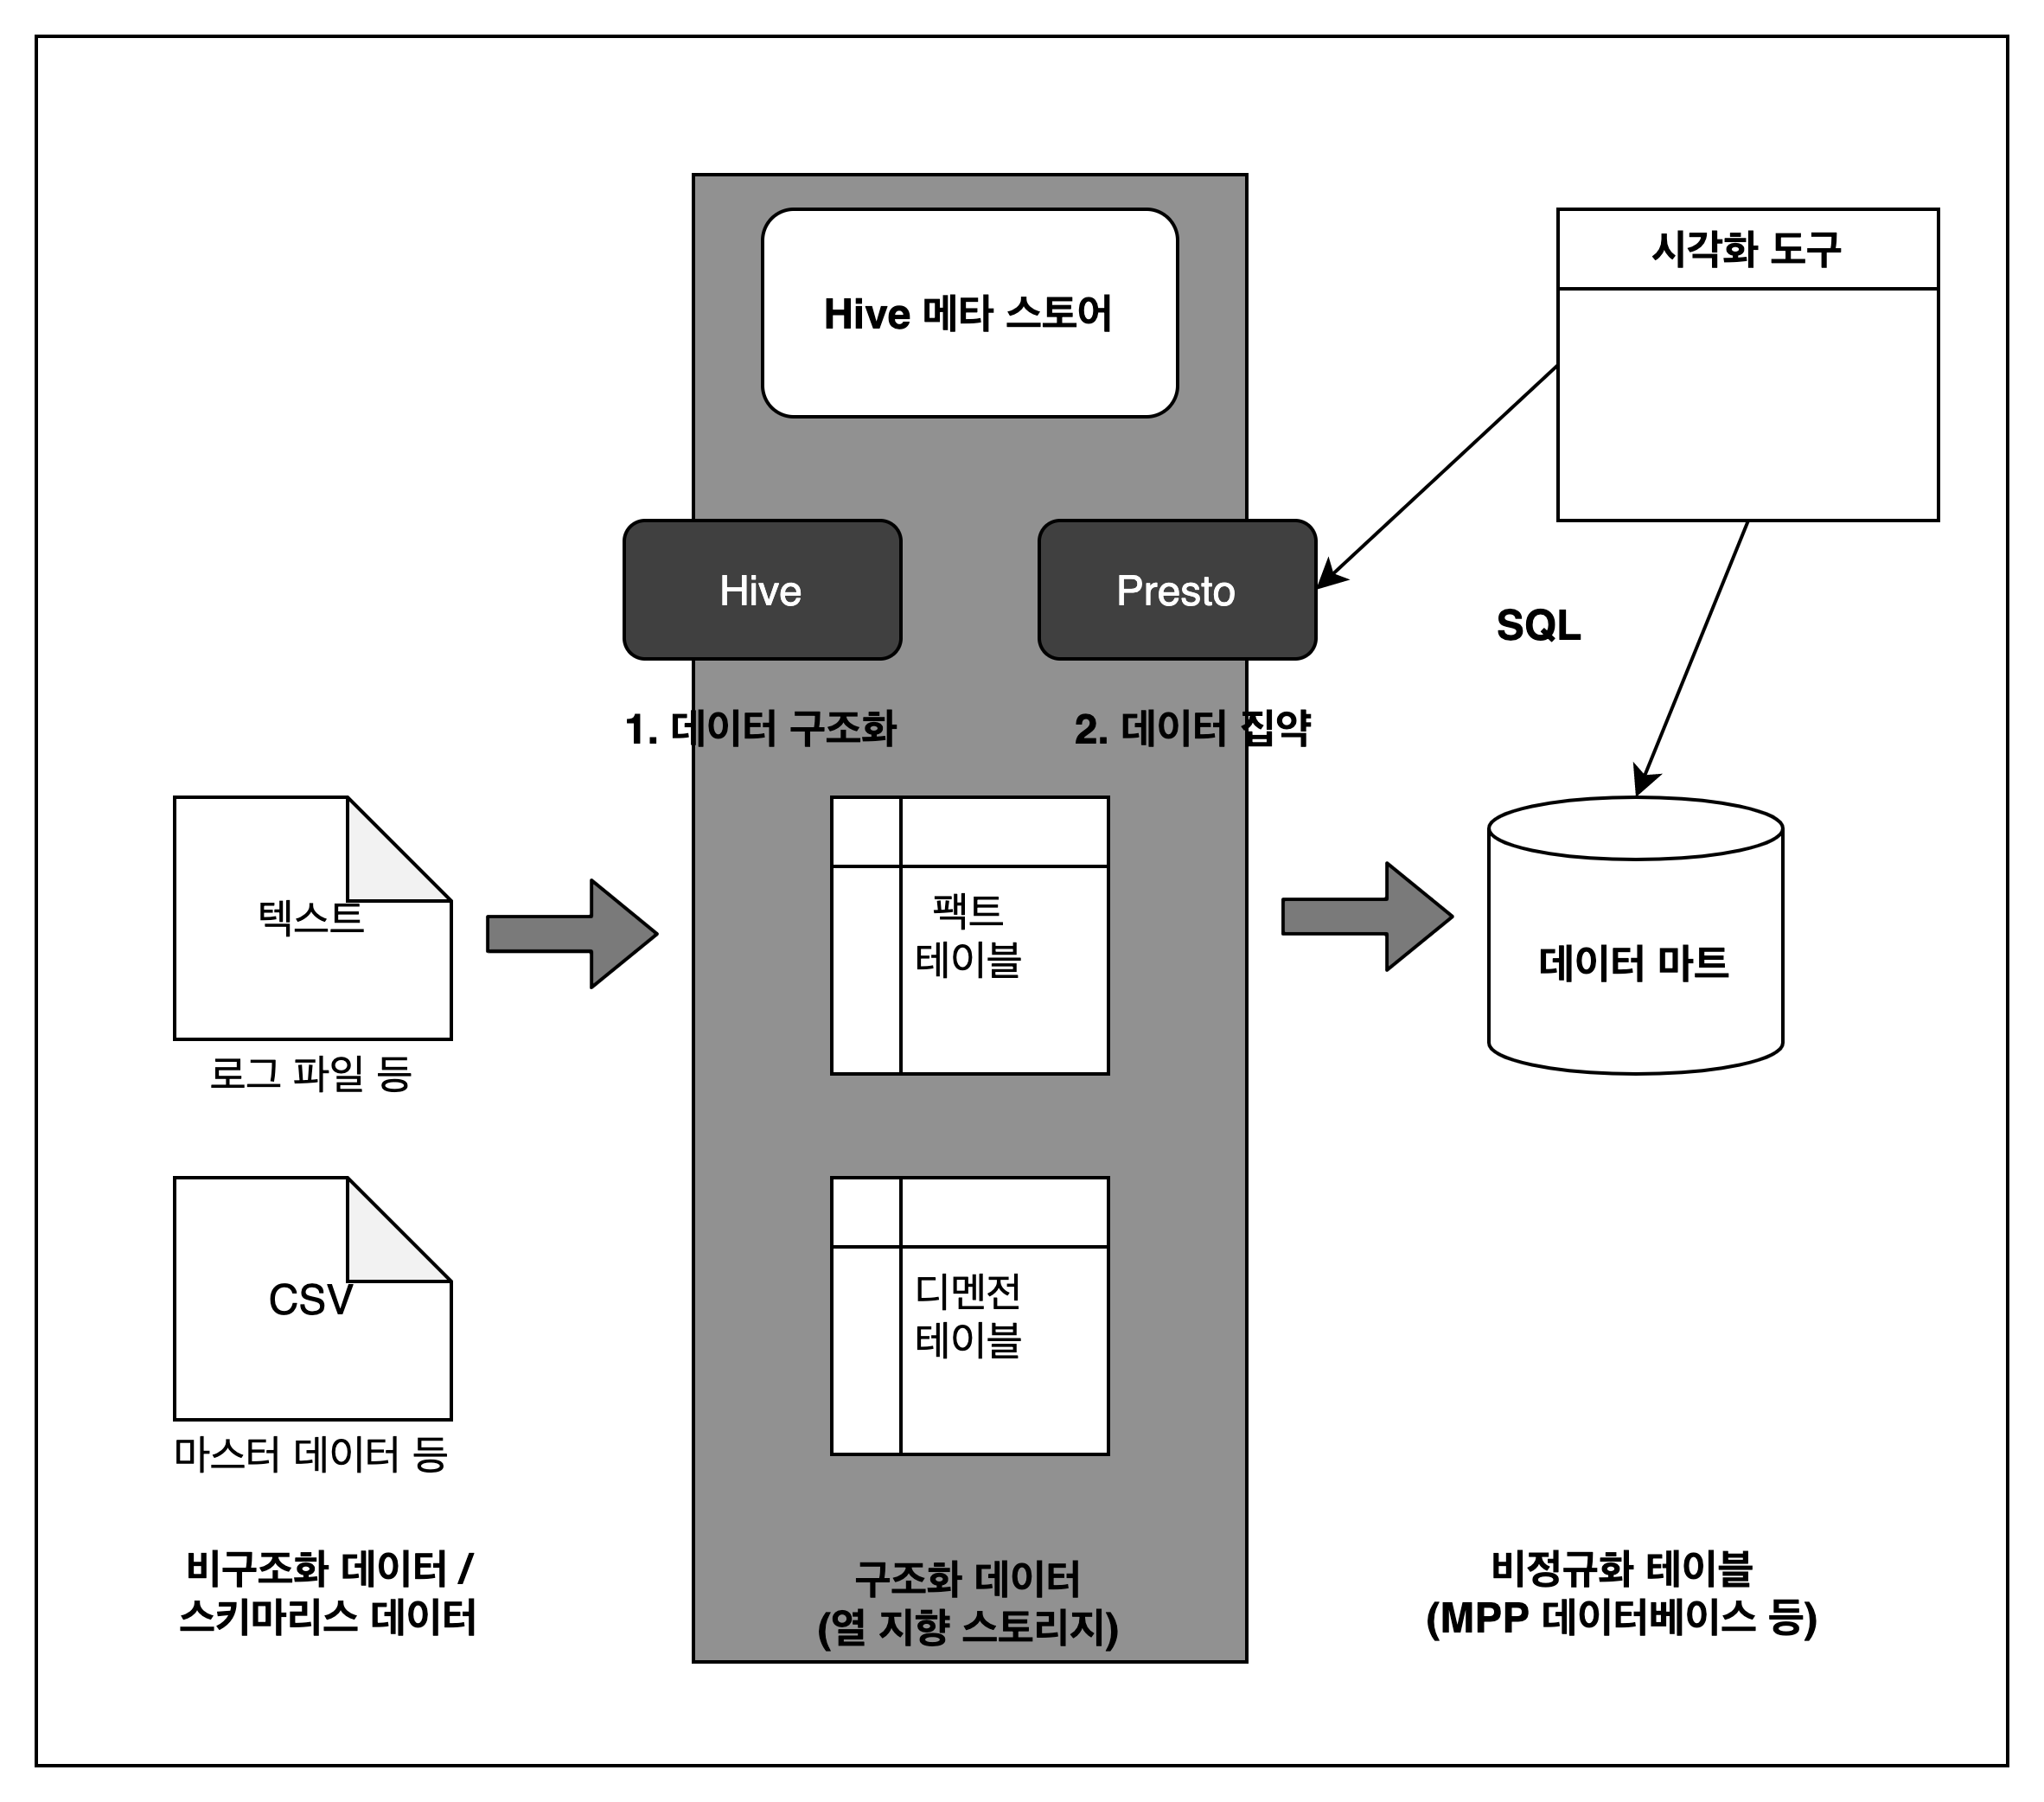 Hive 메타 스토어
시각화 도구
Hive
Presto
SQL
1. 데이터 구조화
2. 데이터 집약
텍스트
로그 파일 등
팩트
테이블
데이터 마트
CSV
마스터 데이터 등
디멘전
테이블
비구조화 데이터 /
스키마리스 데이터
구조화 데이터
(열 지향 스토리지)
비정규화 테이블
(MPP 데이터베이스 등)